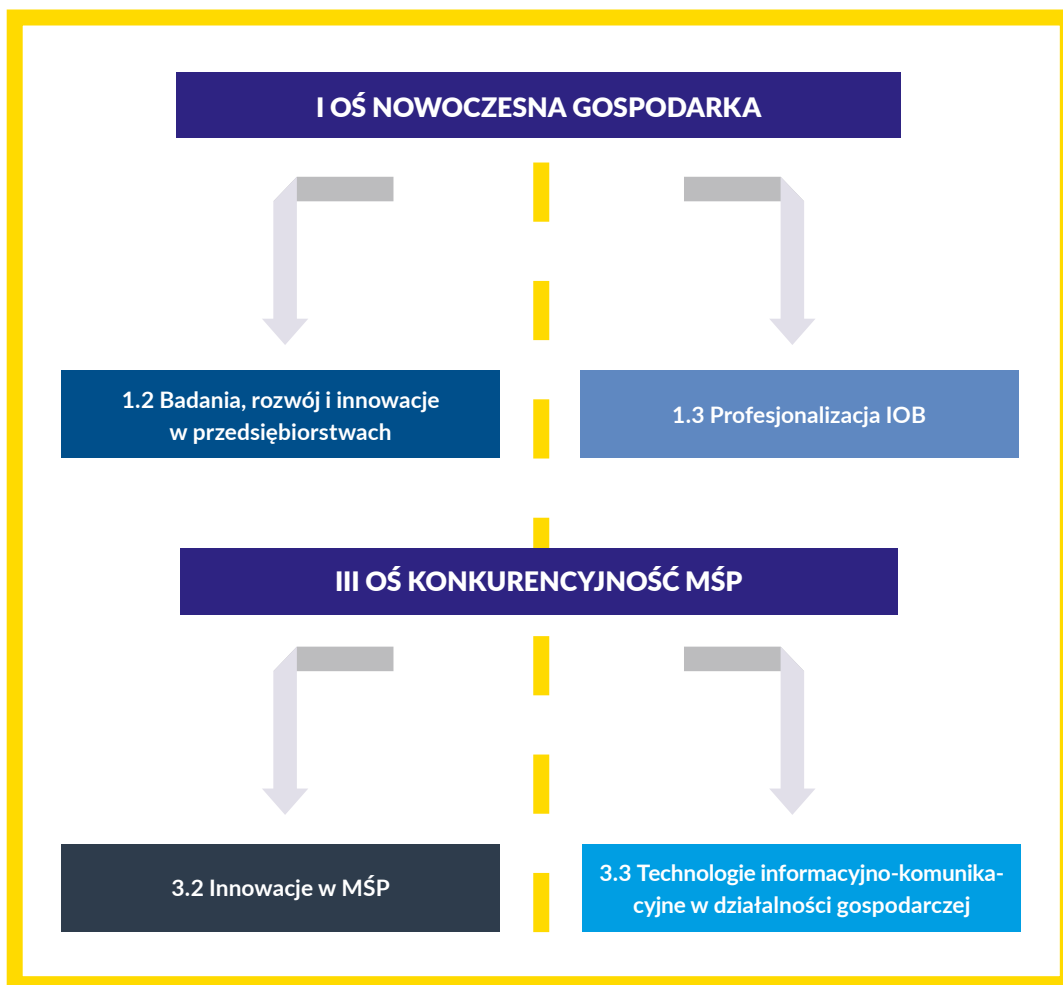 I OŚ NOWOCZESNA GOSPODARKA
1.2 Badania, rozwój i innowacje
w przedsiębiorstwach
1.3 Profesjonalizacja IOB
III OŚ KONKURENCYJNOŚĆ MŚP
3.2 Innowacje w MŚP
3.3 Technologie informacyjno-komunika-
cyjne w działalności gospodarczej